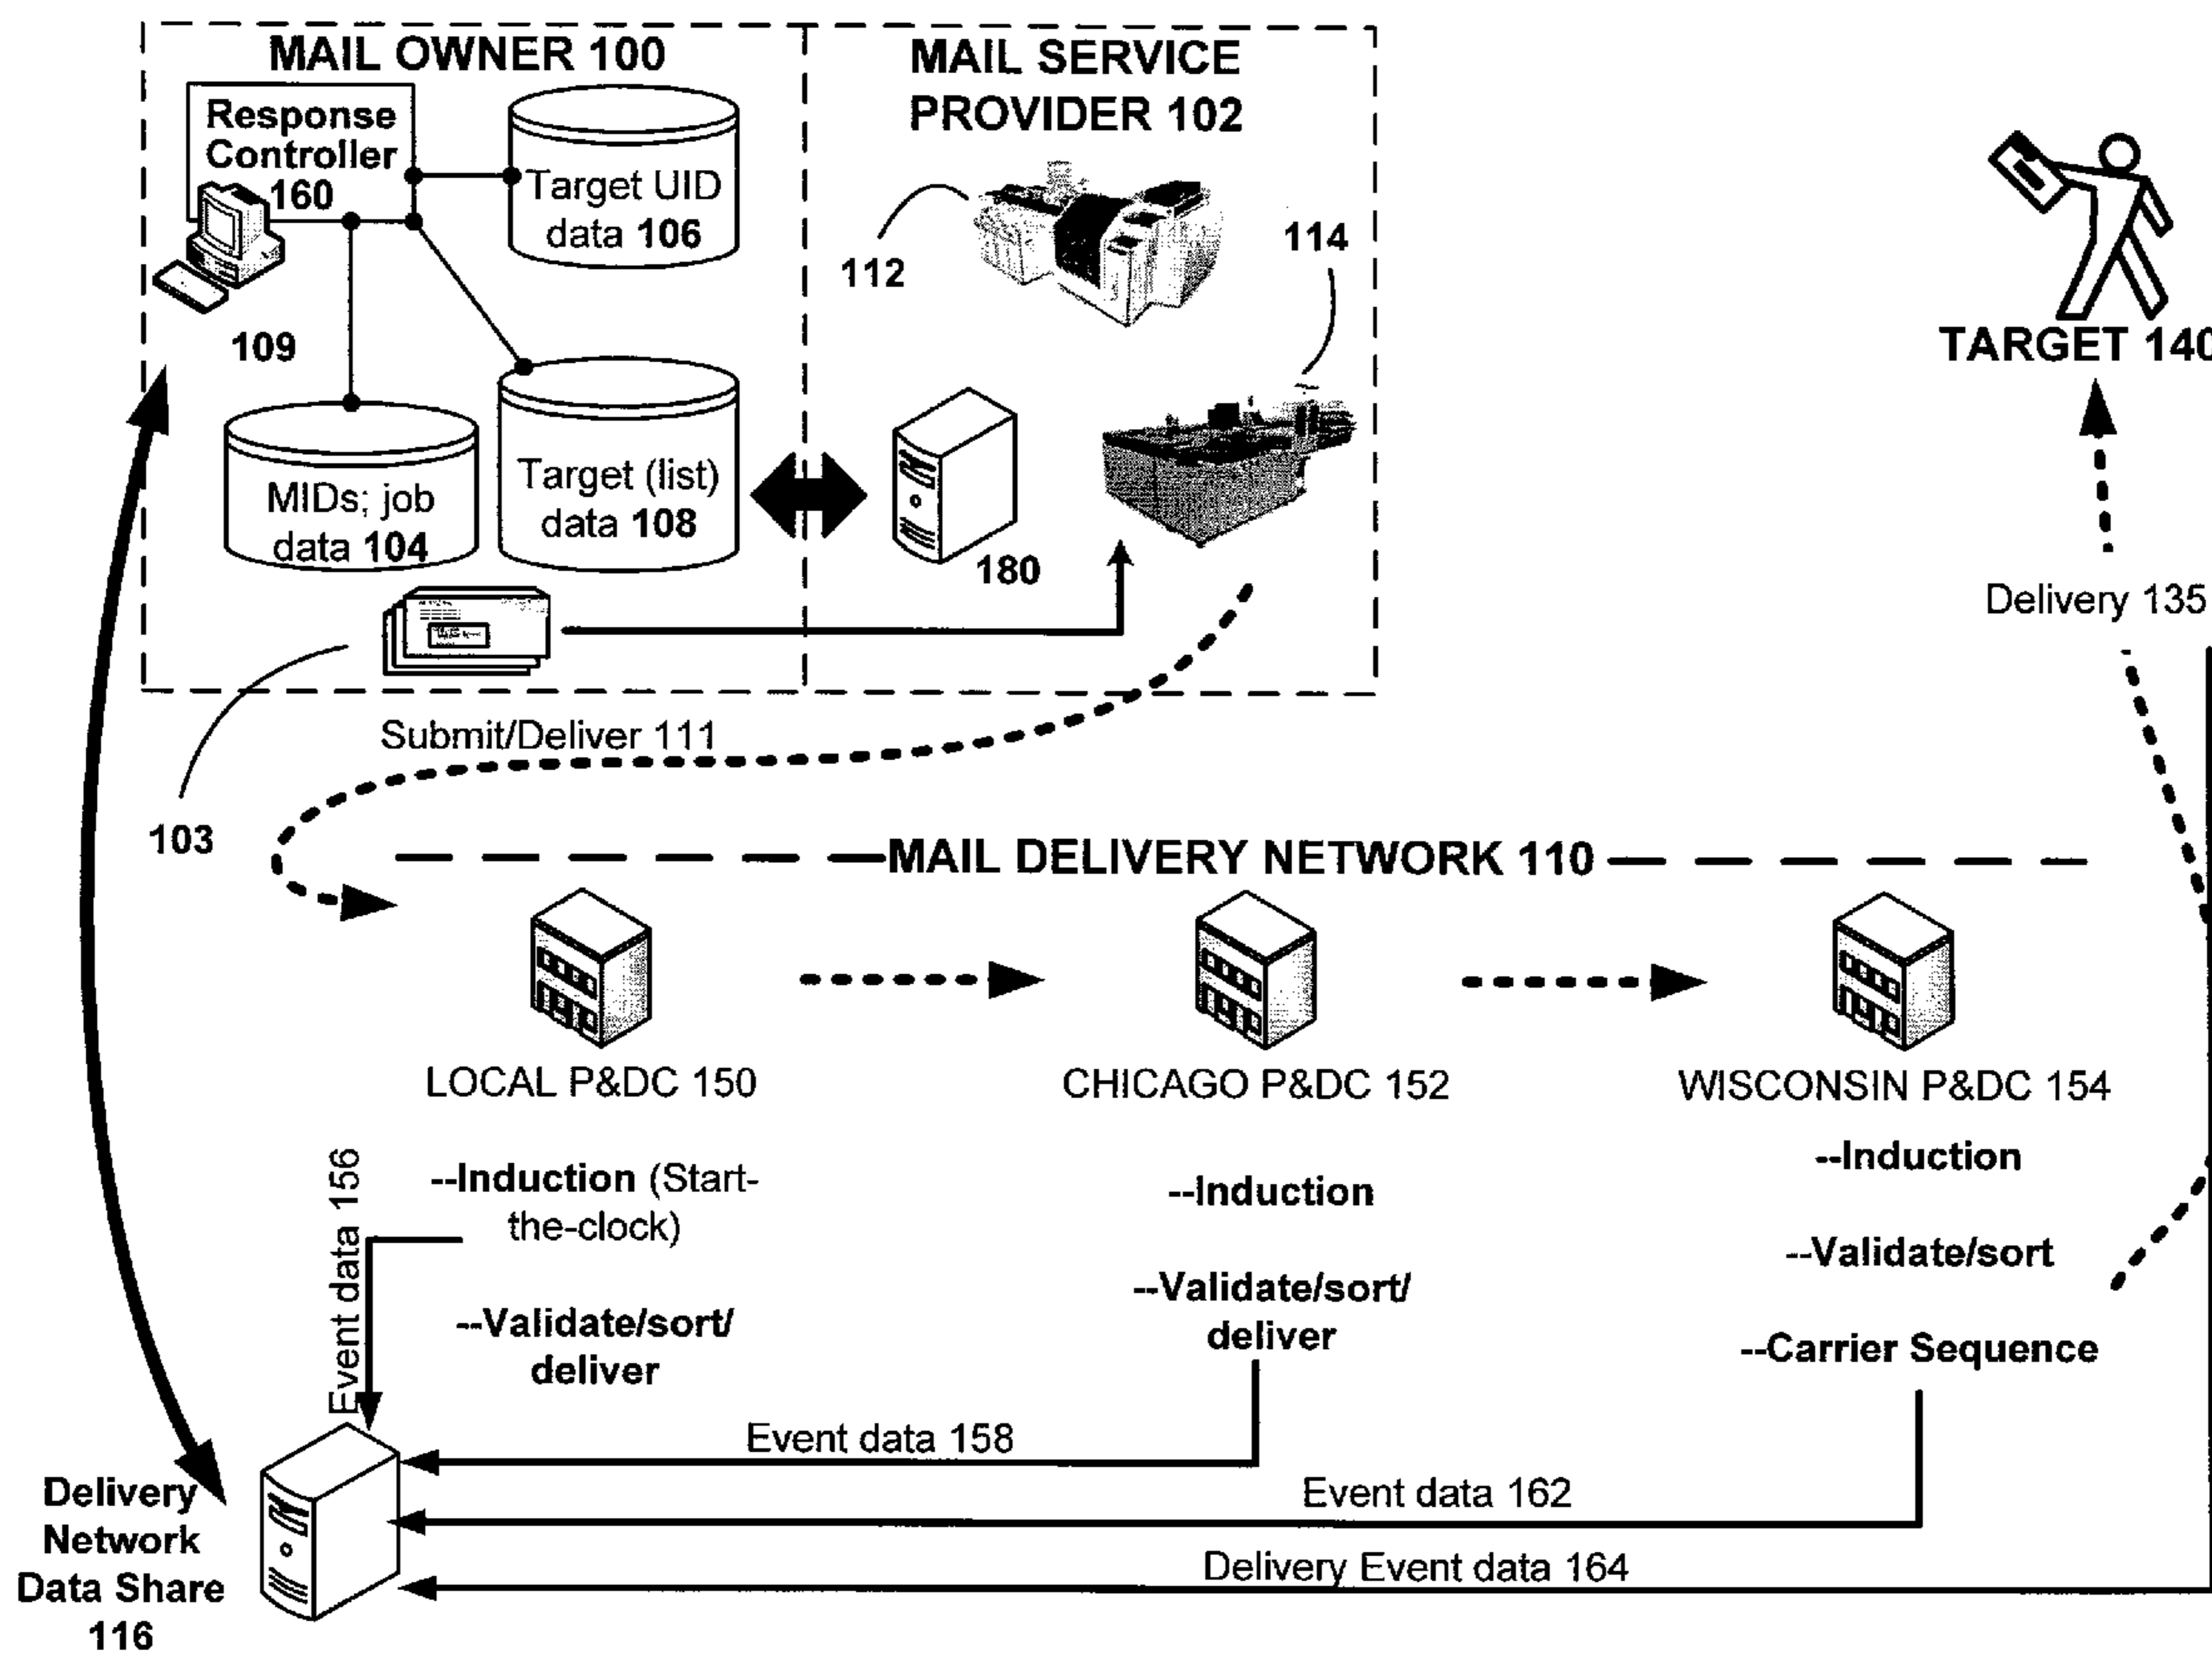 MAIL OWNER 100
Response
Controller
160
Target UID
data 106
109
MIDs; job
data 104
Target (list)
data 108
MAIL SERVICE
PROVIDER 102
112
114
180
TARGET 140
Delivery 135
Submit/Deliver 111
103
MAIL DELIVERY NETWORK 110
LOCAL P&DC 150
CHICAGO P&DC 152
WISCONSIN P&DC 154
--Induction (Start-
the-clock)
--Validate/sort/
deliver
--Induction
--Validate/sort/
deliver
--Induction
--Validate/sort
--Carrier Sequence
Event data 156
Event data 158
Event data 162
Delivery Event data 164
Delivery
Network
Data Share
116